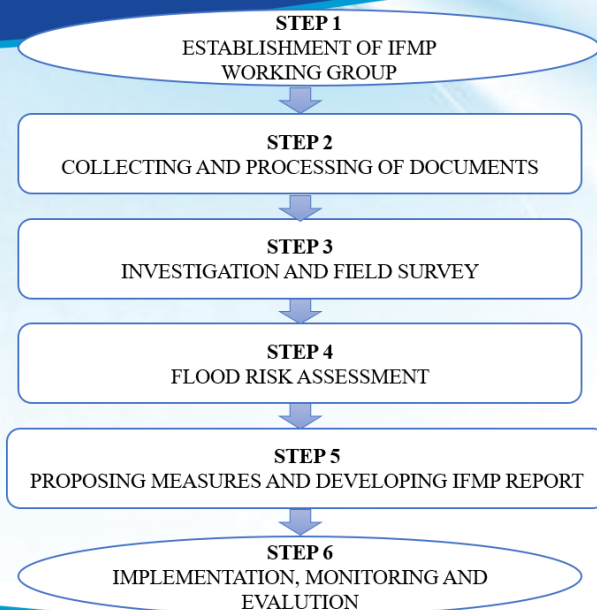 STEP 1
ESTABLISHMENT OF IFMP
WORKING GROUP
STEP 2
COLLECTING AND PROCESSING OF DOCUMENTS
STEP 3
INVESTIGATION AND FIELD SURVEY
STEP 4
FLOOD RISK ASSESSMENT
STEP 5
PROPOSING MEASURES AND DEVELOPING IFMP REPORT
STEP 6
IMPLEMENTATION, MONITORING AND
EVALUTION